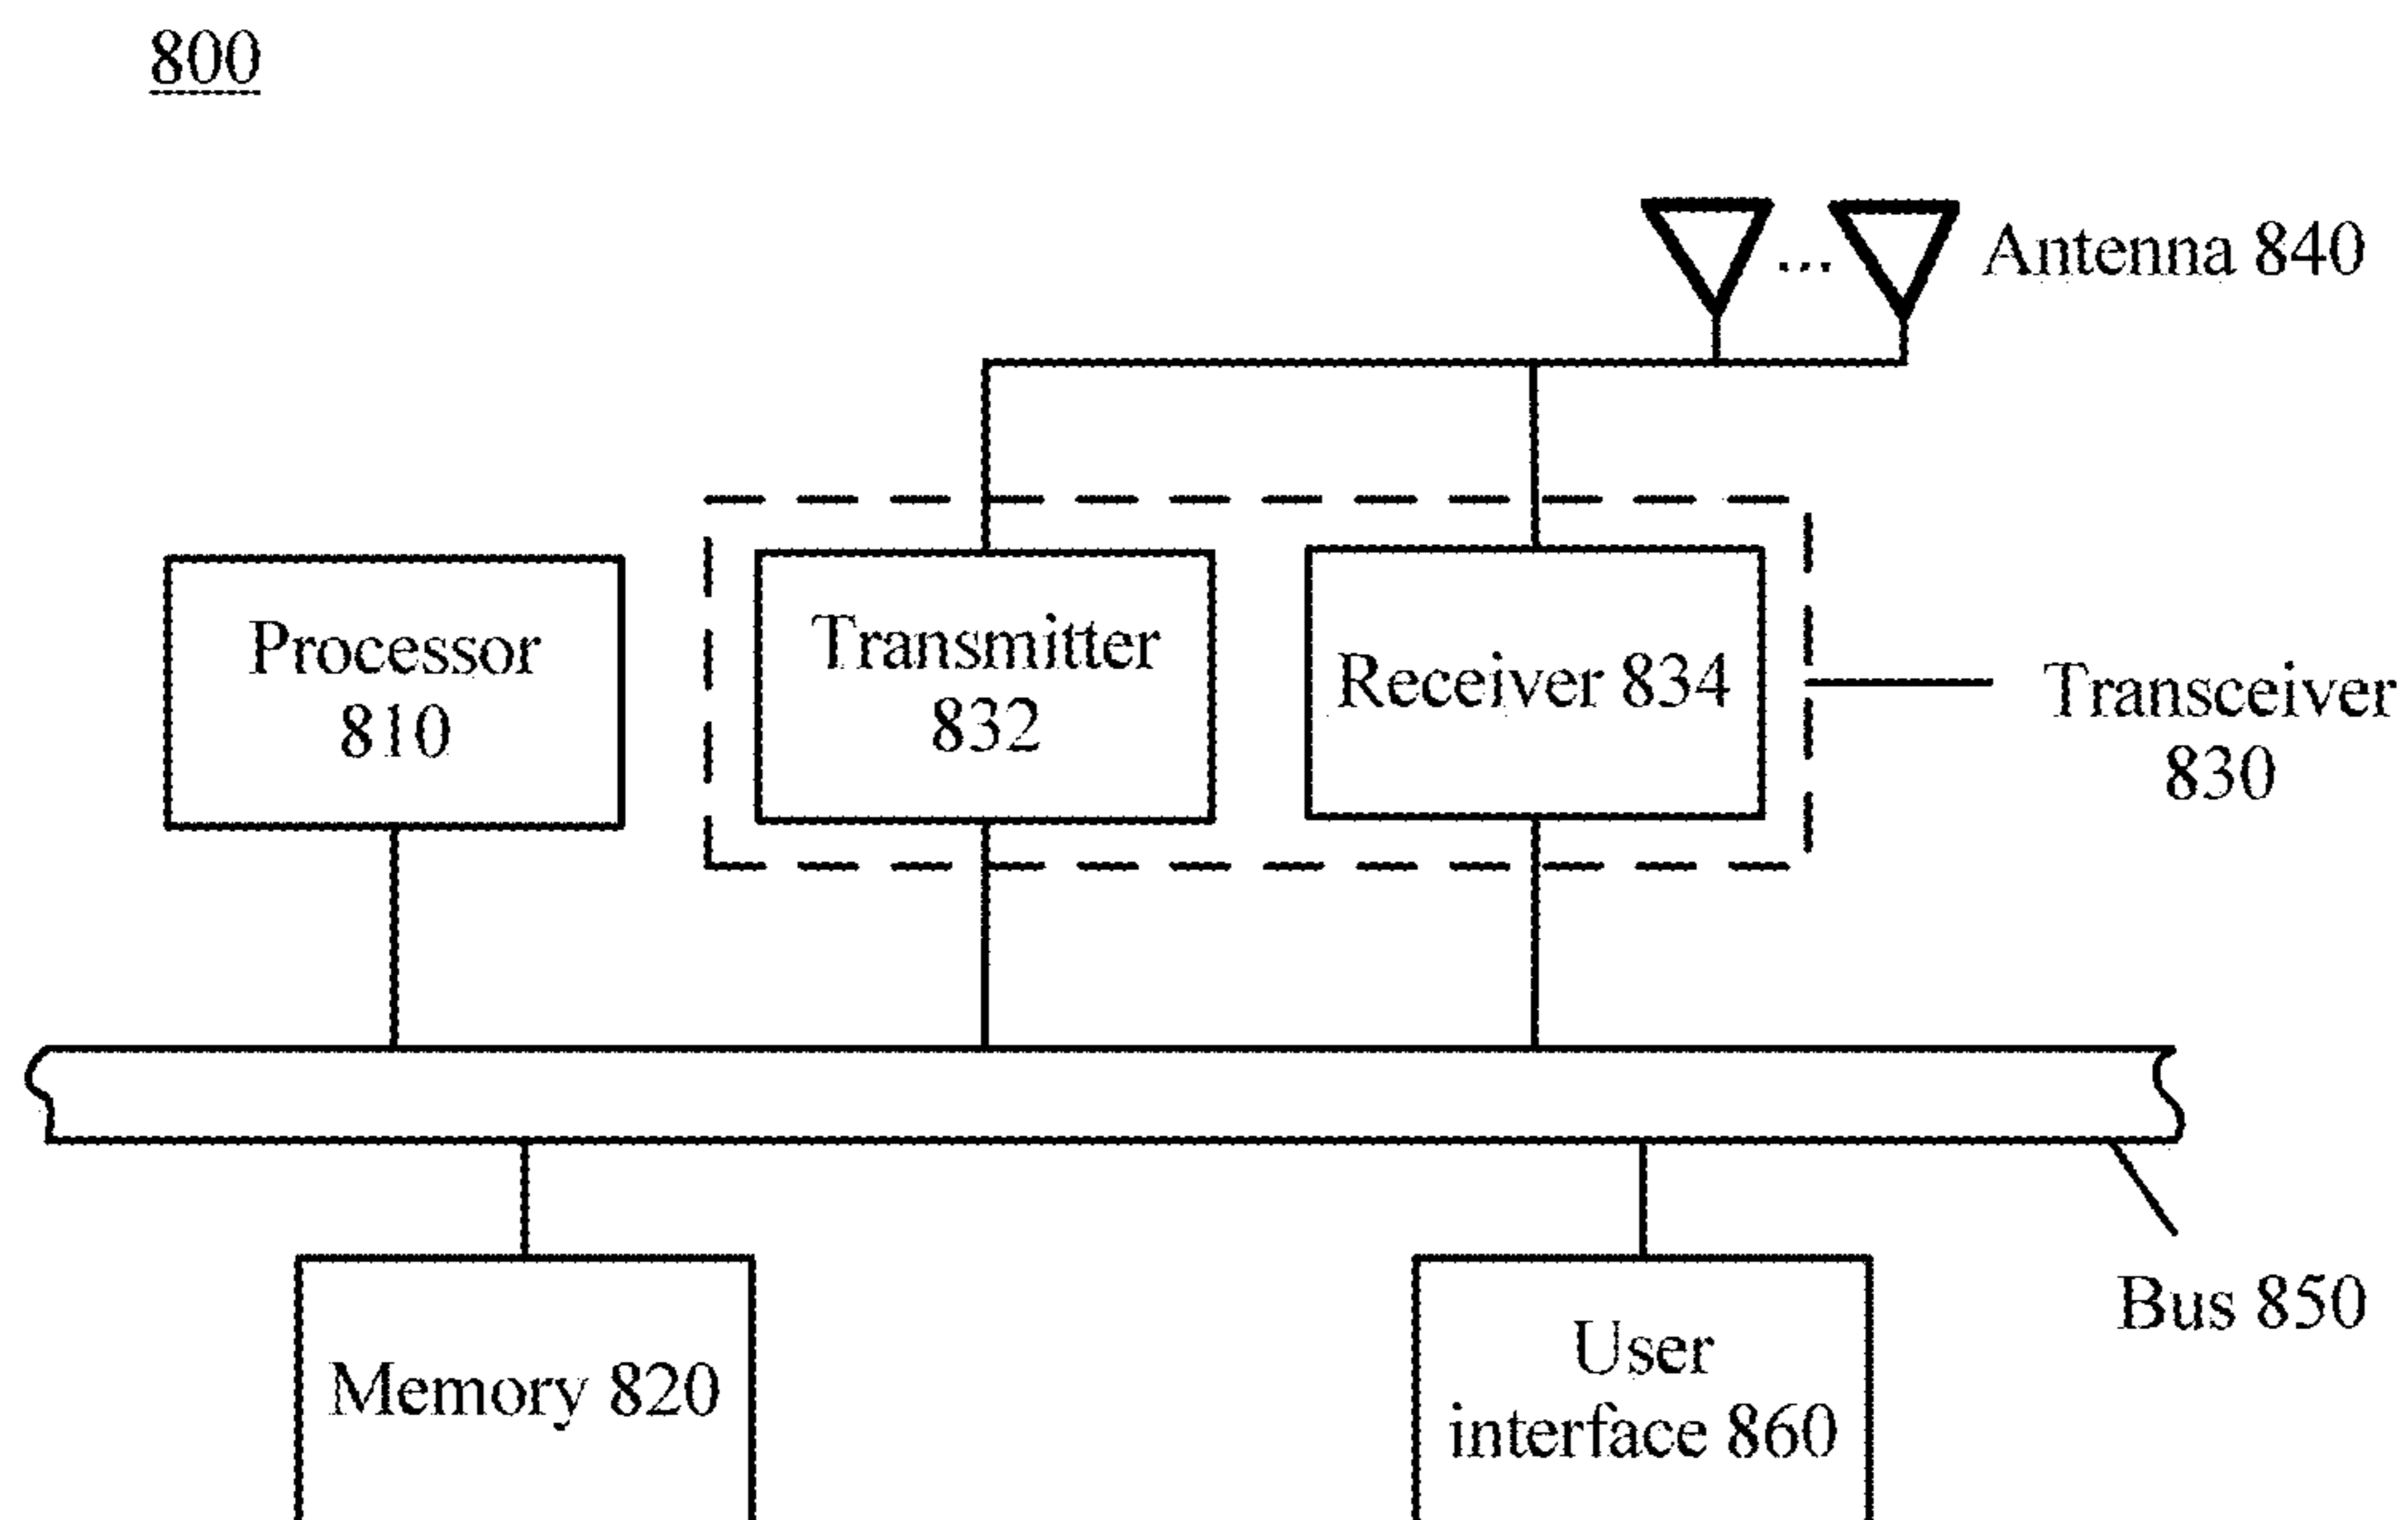 800
Antenna 840
...
Processor
810
Transmitter
832
Receiver 834
Transceiver
830
Bus 850
Memory 820
User
interface 860